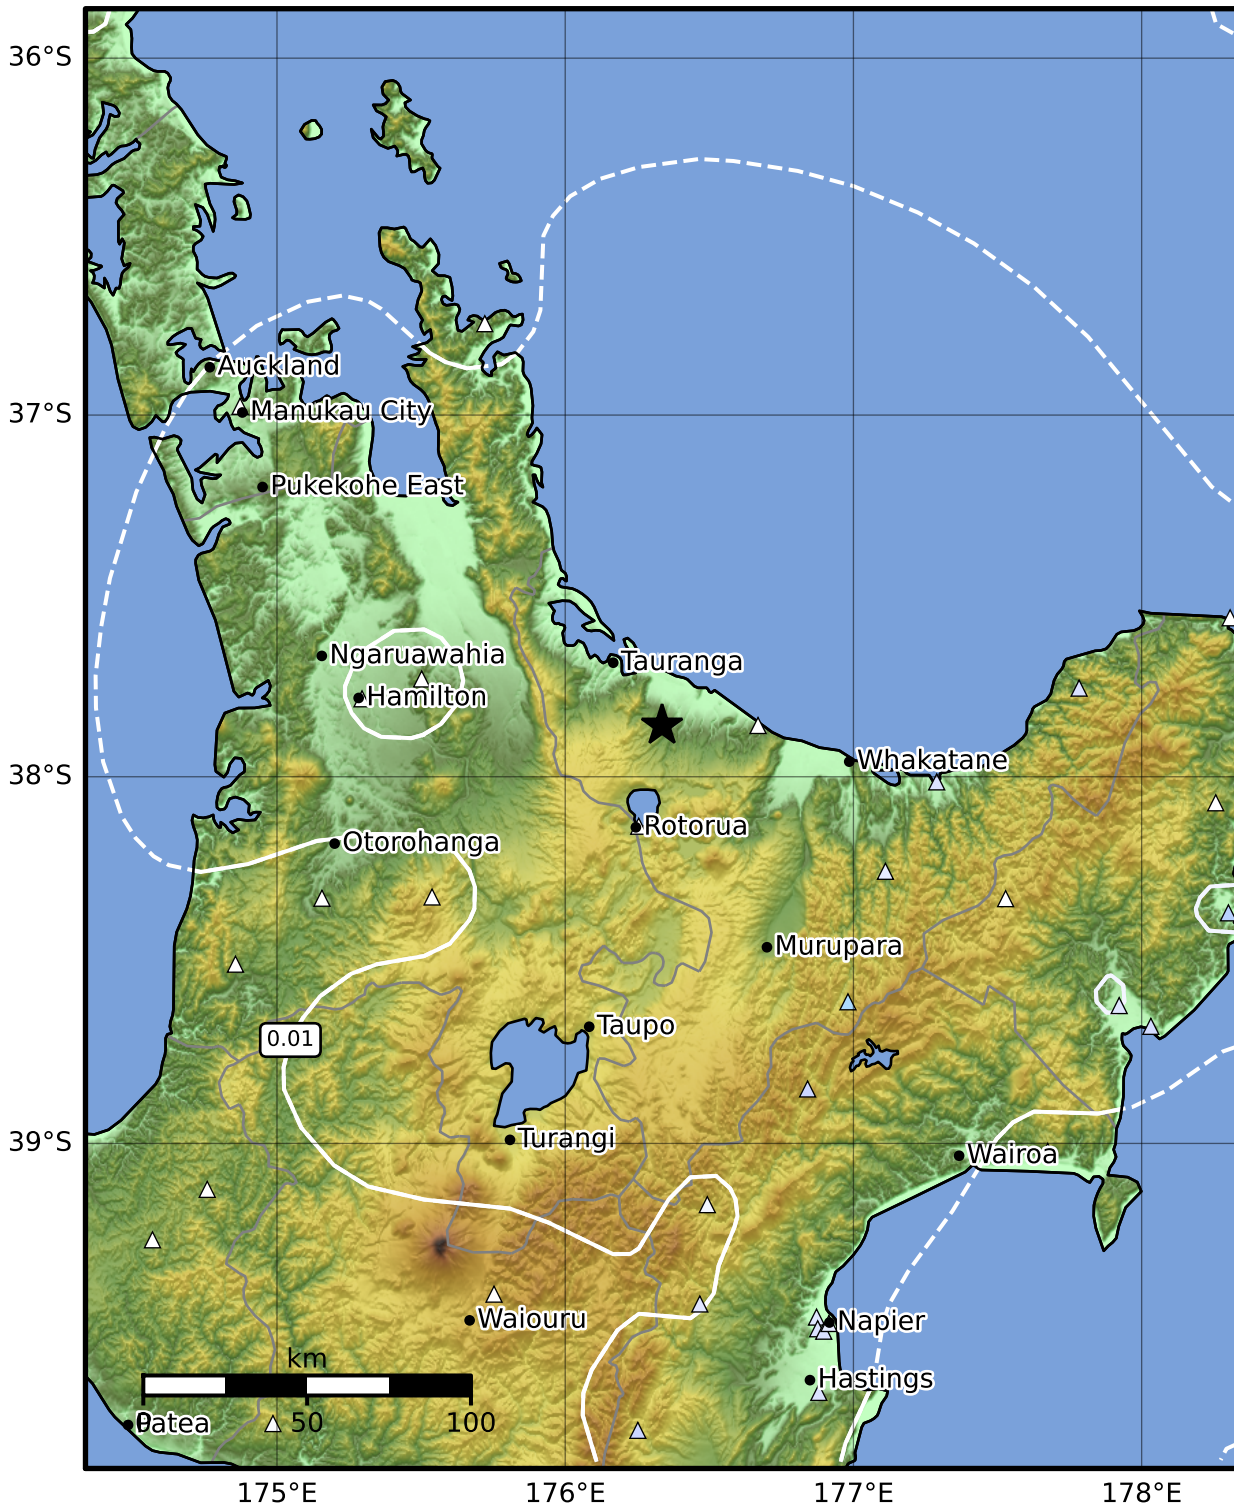 36°S
Auckland
37°S
Manukau City
Pukekohe East
Ngaruawahia
Tauranga
Hamilton
Whakatane
38°S
Rotorua
Otorohanga
Murupara
Taupo
0.01
Turangi
39°S
Wairoa
Waiouru
Napier
km
Hastings
0 50 100
Patea
175°E 176°E 177°E 178°E